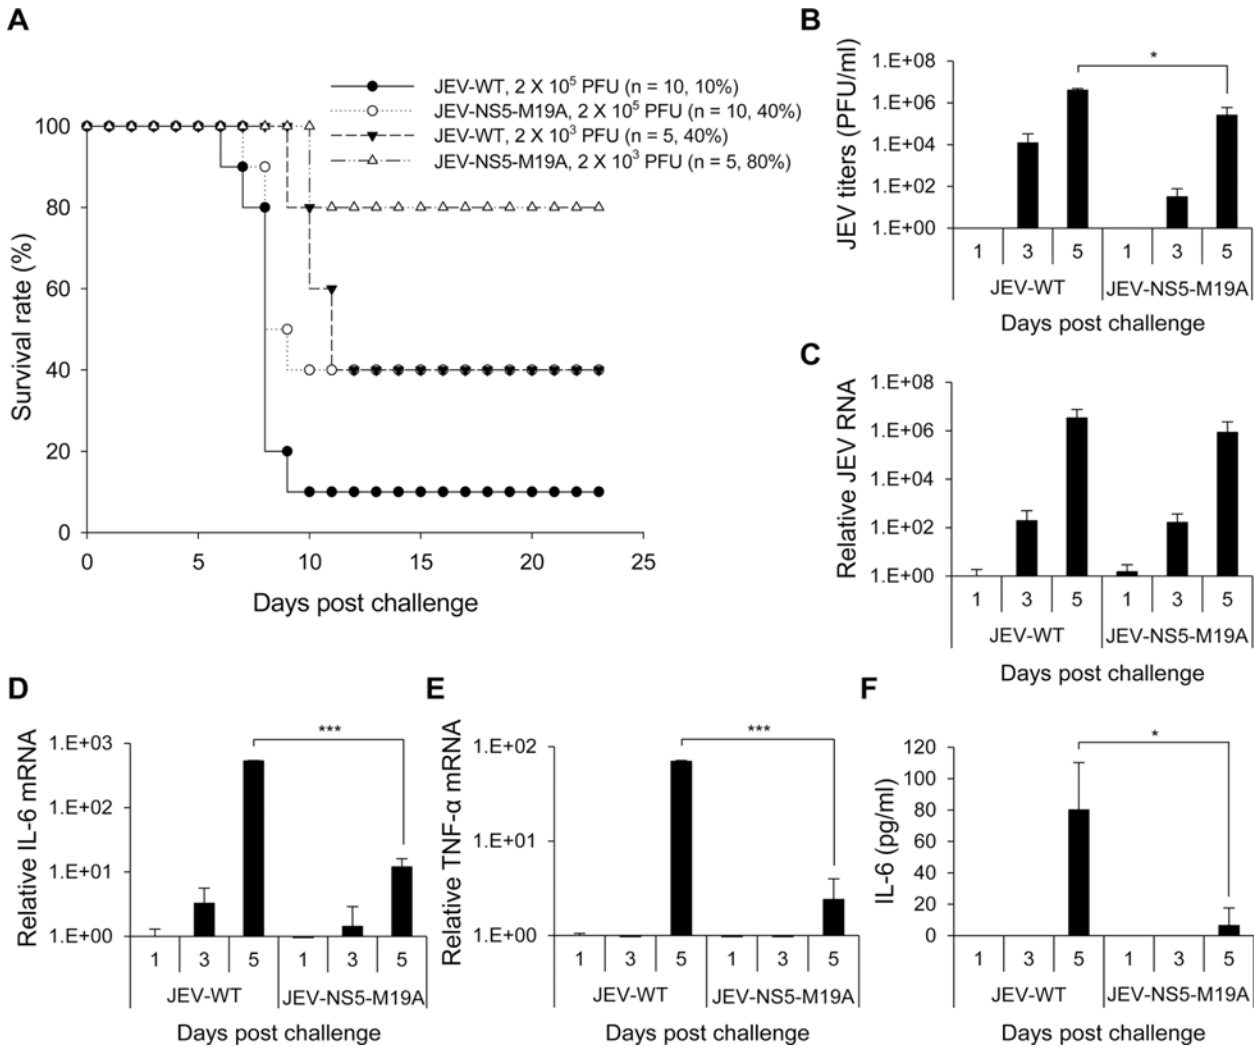 A
JEV-WT, 2 X 10⁵ PFU (n = 10, 10%)
JEV-NS5-M19A, 2 X 10⁵ PFU (n = 10, 40%)
JEV-WT, 2 X 10³ PFU (n = 5, 40%)
JEV-NS5-M19A, 2 X 10³ PFU (n = 5, 80%)
Survival rate (%)
100
80
60
40
20
0
0 5 10 15 20 25
Days post challenge
B
JEV titers (PFU/ml)
1.E+08
1.E+06
1.E+04
1.E+02
1.E+00
*
1 3 5 1 3 5
JEV-WT JEV-NS5-M19A
Days post challenge
C
Relative JEV RNA
1.E+08
1.E+06
1.E+04
1.E+02
1.E+00
1 3 5 1 3 5
JEV-WT JEV-NS5-M19A
Days post challenge
D
Relative IL-6 mRNA
1.E+03
1.E+02
1.E+01
1.E+00
***
1 3 5 1 3 5
JEV-WT JEV-NS5-M19A
Days post challenge
E
Relative TNF-α mRNA
1.E+02
1.E+01
1.E+00
***
1 3 5 1 3 5
JEV-WT JEV-NS5-M19A
Days post challenge
F
IL-6 (pg/ml)
120
100
80
60
40
20
0
*
1 3 5 1 3 5
JEV-WT JEV-NS5-M19A
Days post challenge